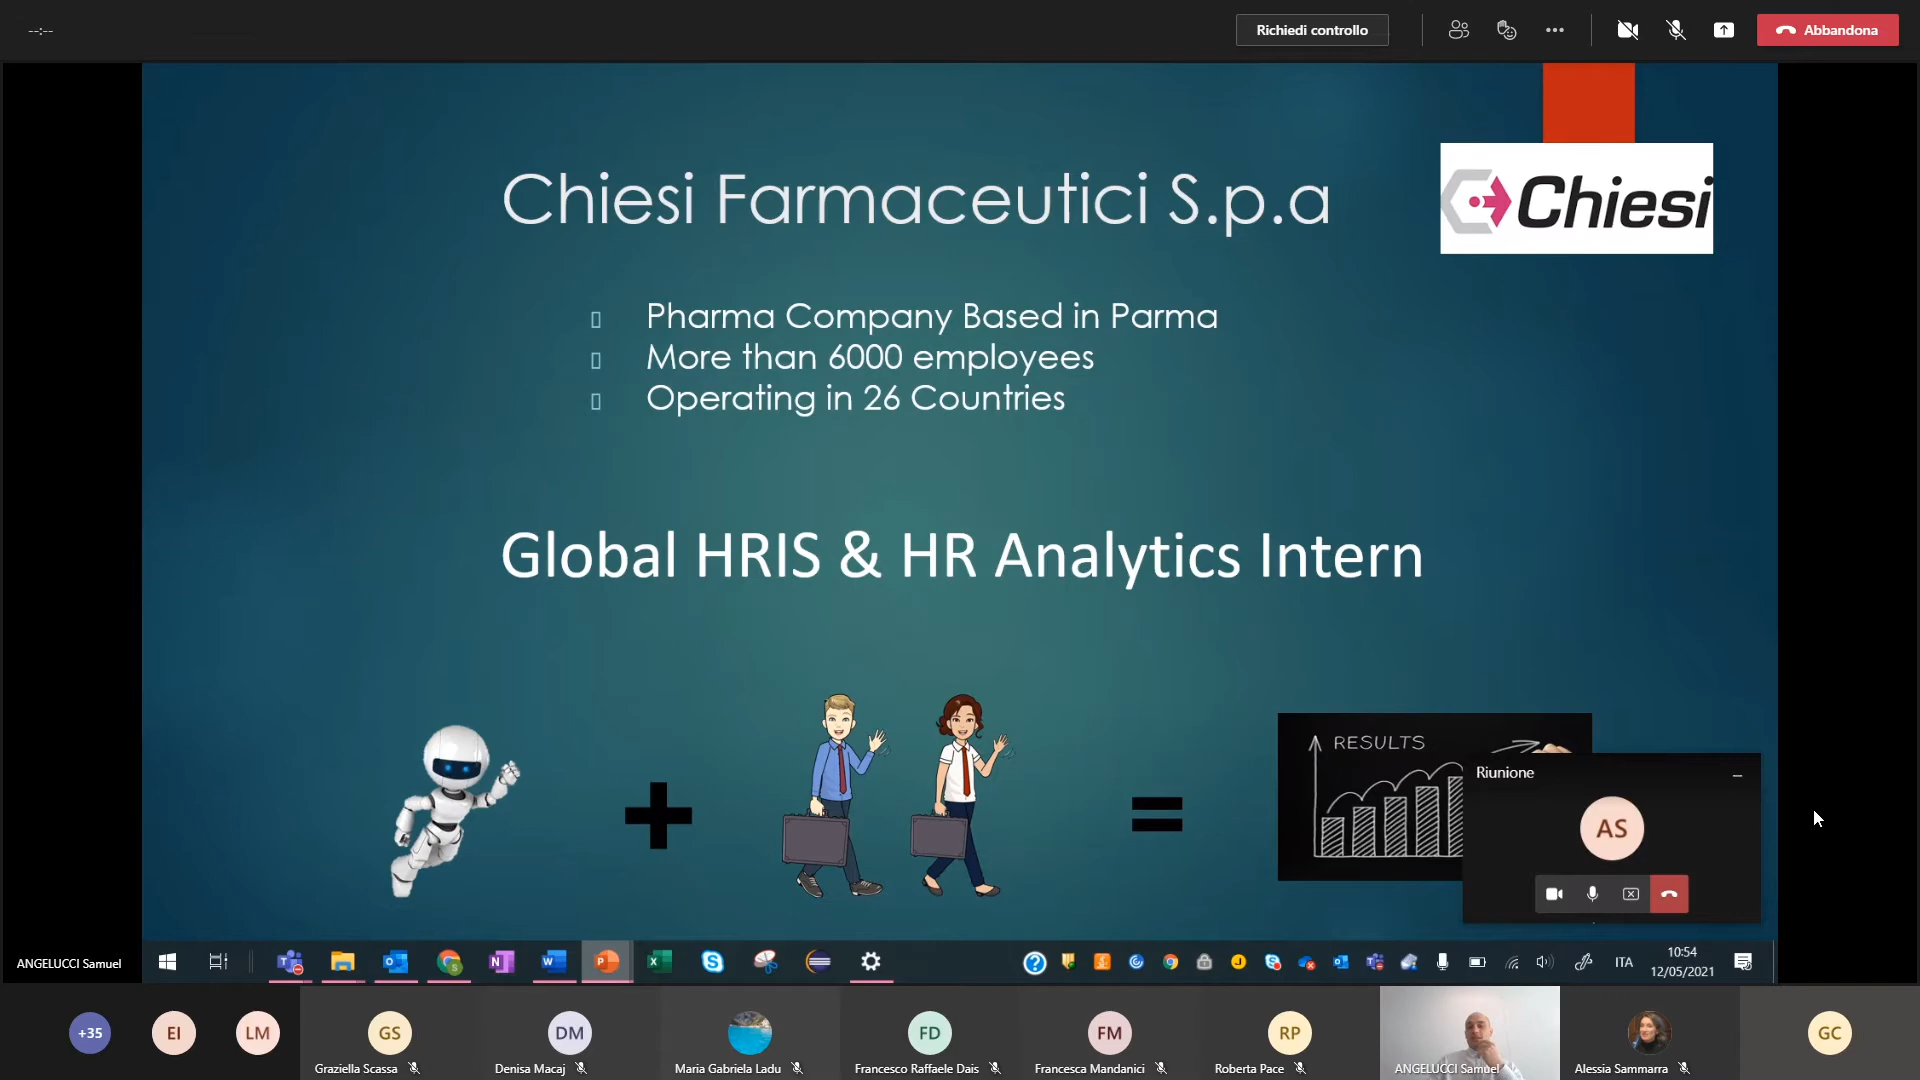 --:--
Richiedi controllo
Abbandona
Chiesi Farmaceutici S.p.a
Chiesi
Pharma Company Based in Parma
More than 6000 employees
Operating in 26 Countries
Global HRIS & HR Analytics Intern
RESULTS
Riunione
AS
ANGELUCCI Samuel
ITA
10:54
12/05/2021
+35
EI
LM
GS
Graziella Scassa
DM
Denisa Macaj
Maria Gabriela Ladu
FD
Francesco Raffaele Dais
FM
Francesca Mandanici
RP
Roberta Pace
ANGELUCCI Samuel
Alessia Sammarra
GC